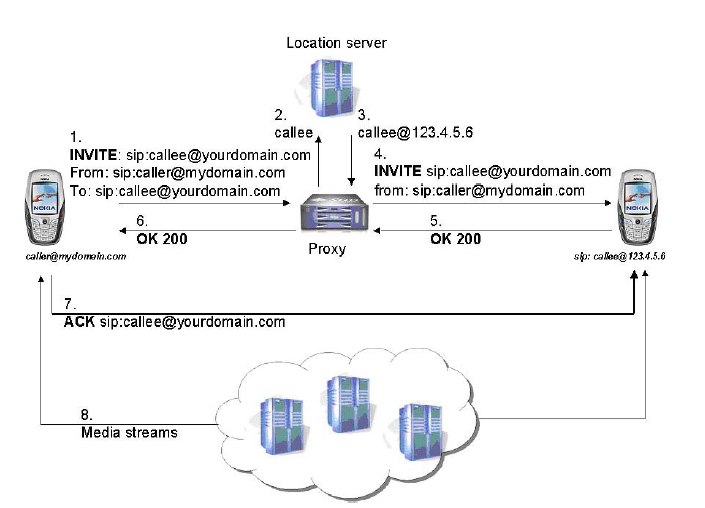 Location server
2.
callee
3.
callee@123.4.5.6
1.
INVITE: sip:callee@yourdomain.com
From: sip:caller@mydomain.com
To: sip:callee@yourdomain.com
4.
INVITE sip:callee@yourdomain.com
from: sip:caller@mydomain.com
NOKIA
NOKIA
6.
OK 200
5.
OK 200
Proxy
caller@mydomain.com
sip: callee@123.4.5.6
7.
ACK sip:callee@yourdomain.com
8.
Media streams